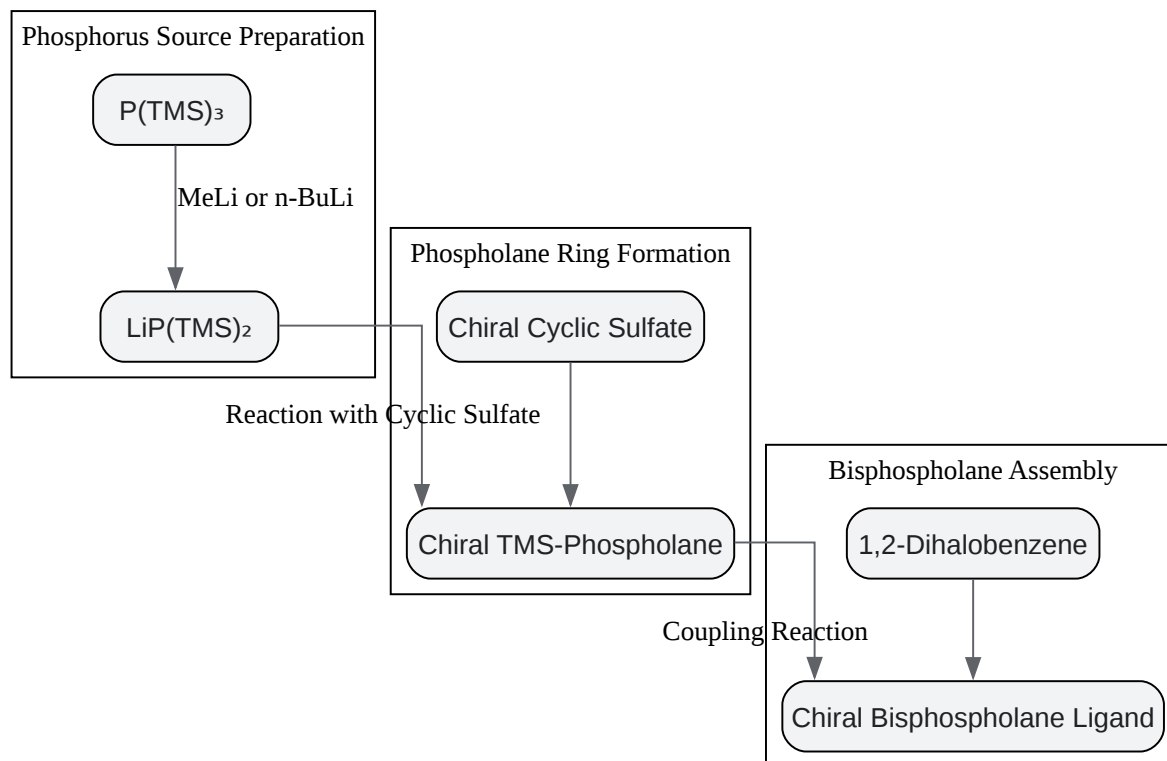 Phosphorus Source Preparation
P(TMS)₃
MeLi or n-BuLi
LiP(TMS)₂
Phospholane Ring Formation
Chiral Cyclic Sulfate
Reaction with Cyclic Sulfate
Chiral TMS-Phospholane
Bisphospholane Assembly
1,2-Dihalobenzene
Coupling Reaction
Chiral Bisphospholane Ligand